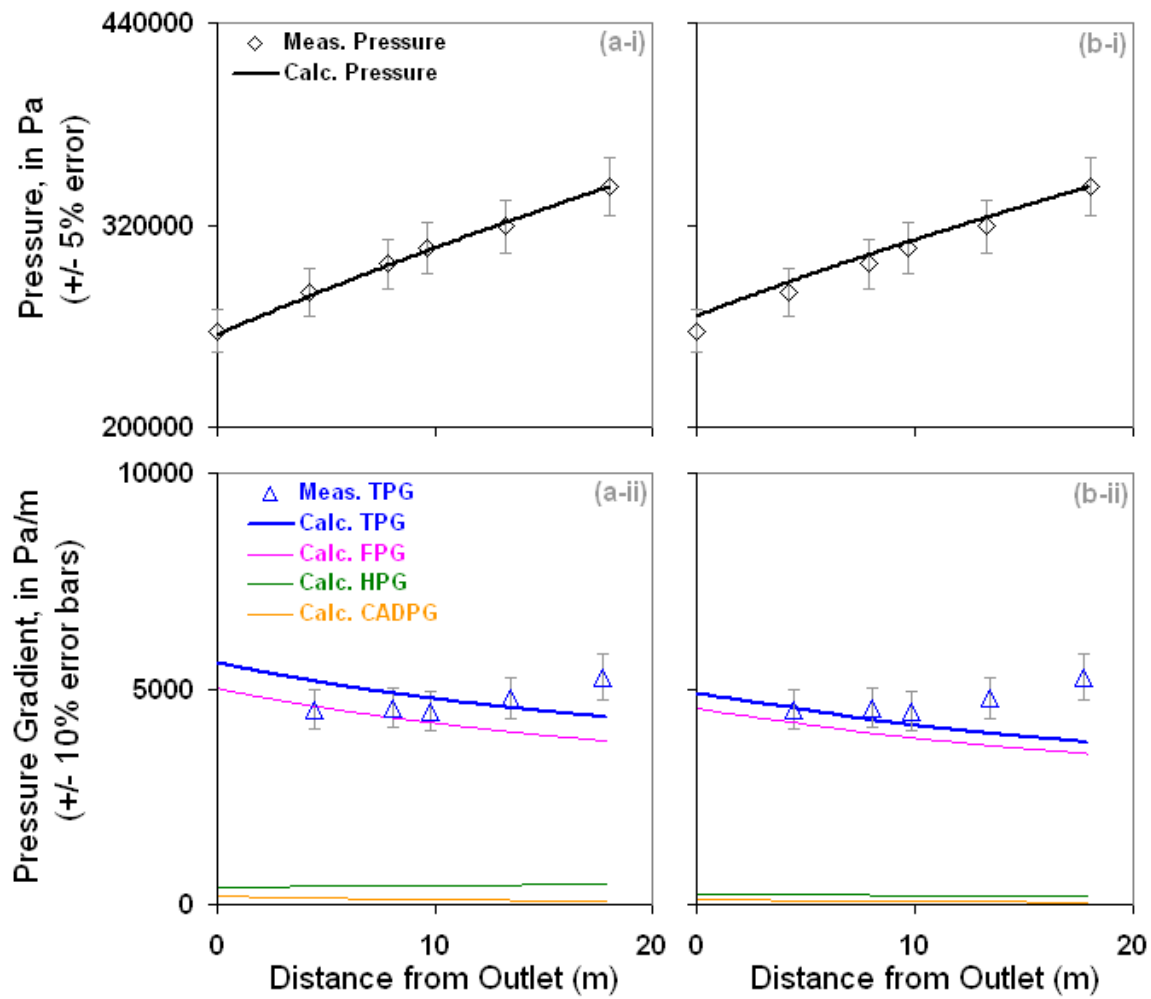 440000
320000
200000
Pressure, in Pa
(+/- 5% error)
Meas. Pressure
Calc. Pressure
(a-i)
(b-i)
10000
5000
0
Pressure Gradient, in Pa/m
(+/- 10% error bars)
Meas. TPG
Calc. TPG
Calc. FPG
Calc. HPG
Calc. CADPG
(a-ii)
(b-ii)
0 10 20
0 10 20
Distance from Outlet (m)
Distance from Outlet (m)